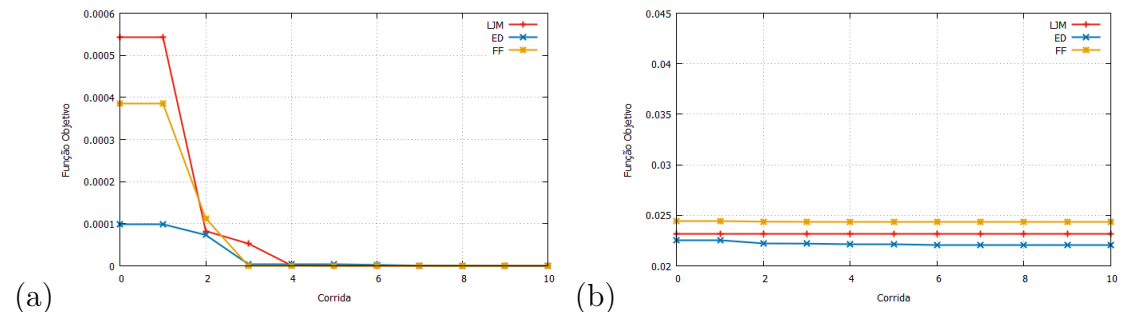 0.0006
0.0005
0.0004
0.0003
0.0002
0.0001
0
Função Objetivo
0
2
4
6
8
10
Corrida
LJM
ED
FF
(a)
0.045
0.04
0.035
0.03
0.025
0.02
Função Objetivo
0
2
4
6
8
10
Corrida
LJM
ED
FF
(b)